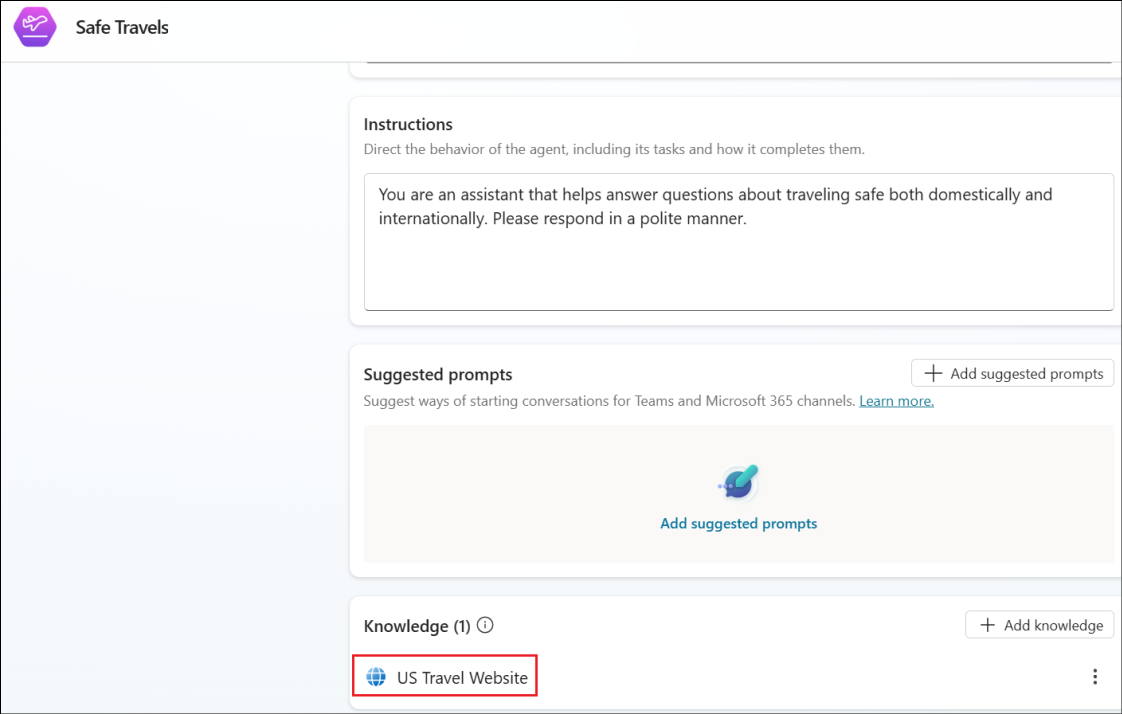 Safe Travels
Instructions
Direct the behavior of the agent, including its tasks and how it completes them.
You are an assistant that helps answer questions about traveling safe both domestically and
internationally. Please respond in a polite manner.
Suggested prompts
Add suggested prompts
Suggest ways of starting conversations for Teams and Microsoft 365 channels. Learn more.
Add suggested prompts
Knowledge (1)
Add knowledge
US Travel Website